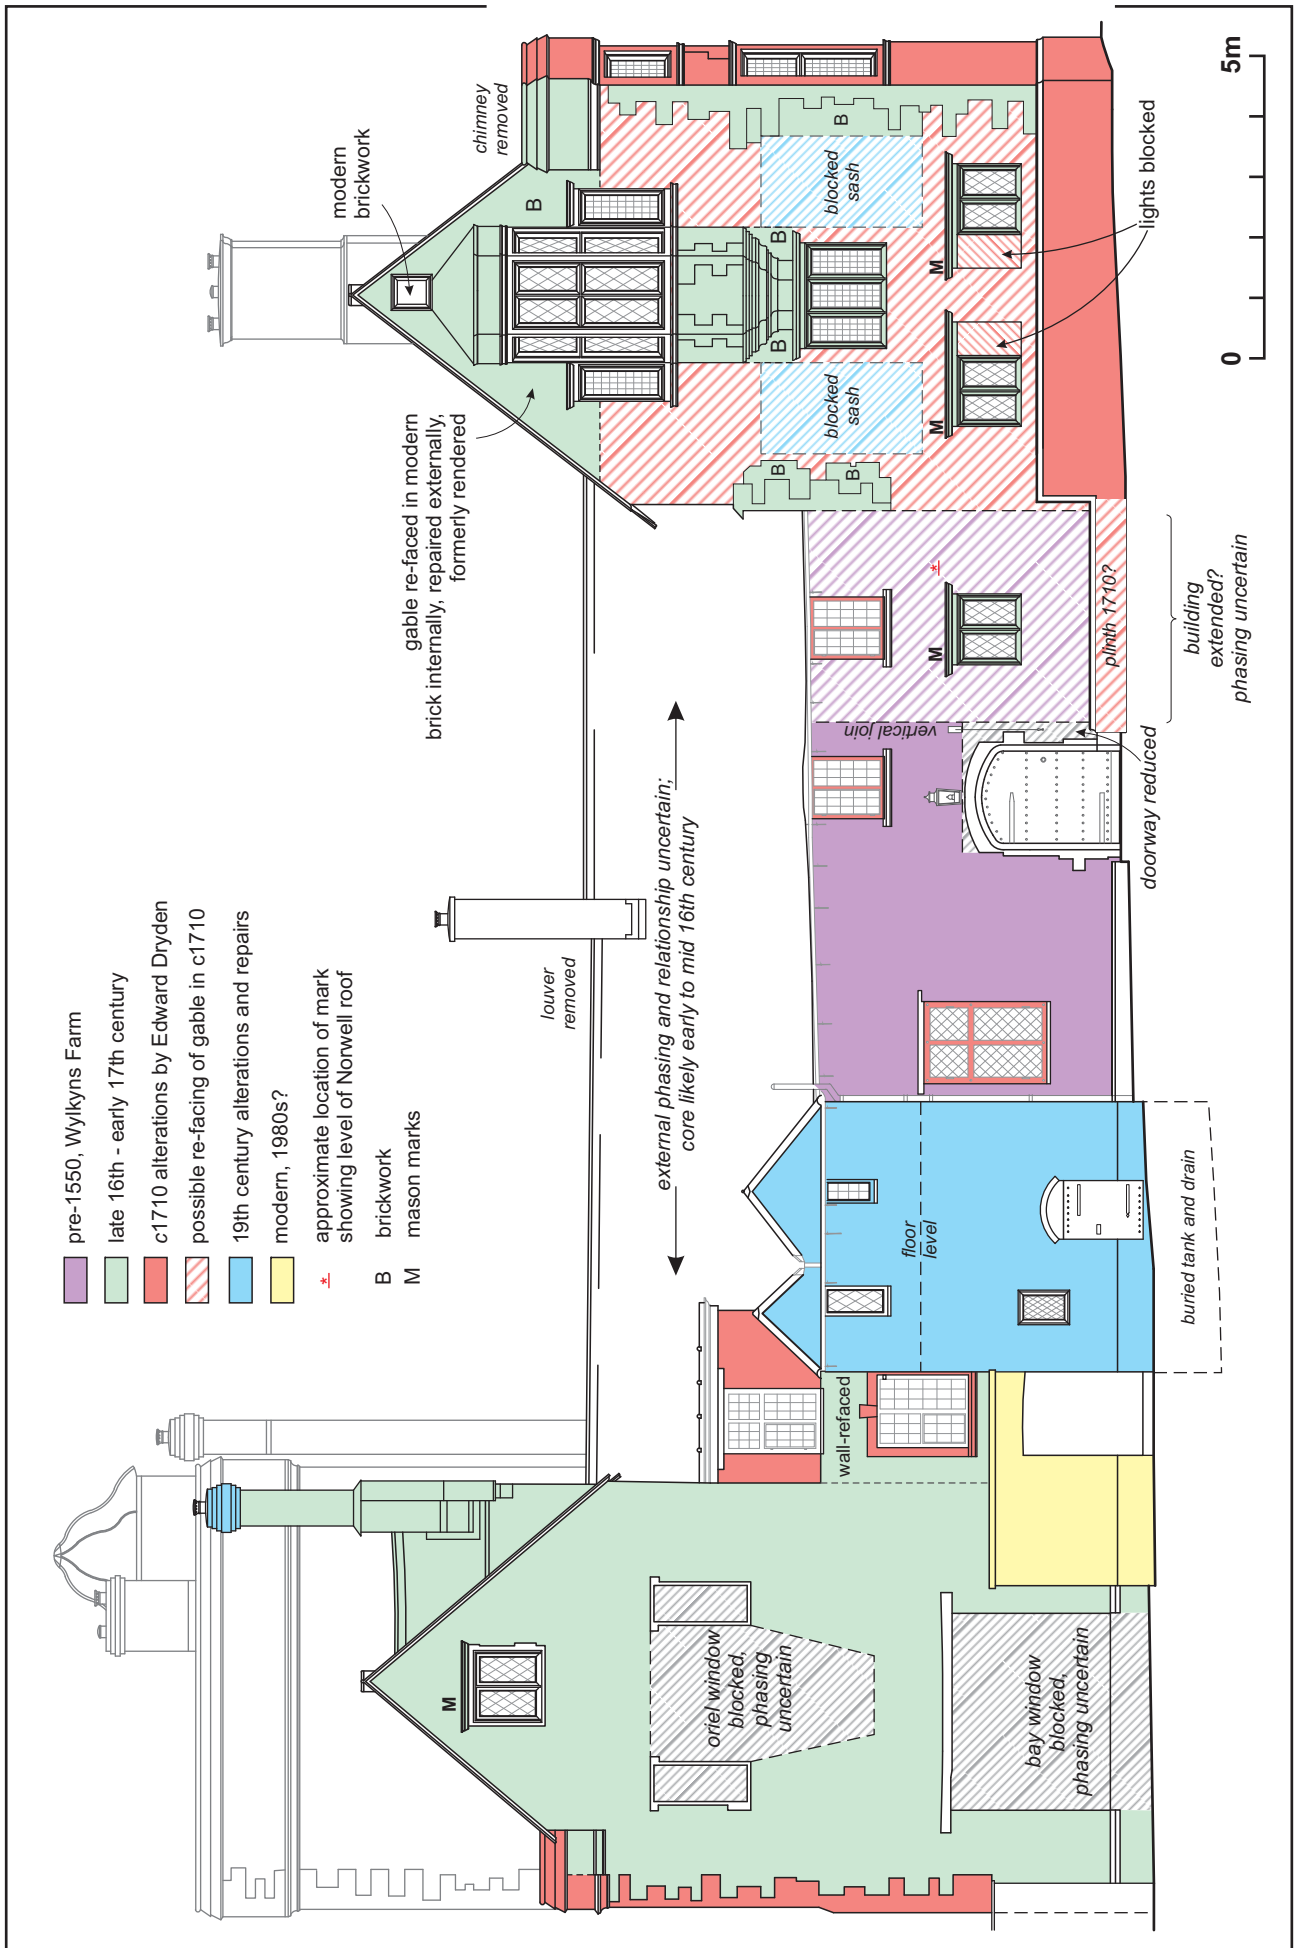 pre-1550, Wylkyns Farm
late 16th - early 17th century
c1710 alterations by Edward Dryden
possible re-facing of gable in c1710
19th century alterations and repairs
modern, 1980s?
* approximate location of mark
showing level of Norwell roof
B brickwork
M mason marks
louver
removed
gable re-faced in modern
brick internally, repaired externally,
formerly rendered
modern
brickwork
chimney
removed
B
M
oriel window
blocked,
phasing
uncertain
bay window
blocked,
phasing uncertain
wall-refaced
floor
level
buried tank and drain
external phasing and relationship uncertain;
core likely early to mid 16th century
vertical join
doorway reduced
*
M
plinth 1710?
building
extended?
phasing uncertain
B
B
blocked
sash
B
B
blocked
sash
B
M
M
lights blocked
0
5m